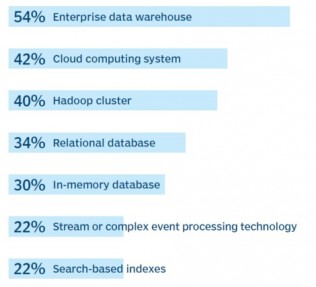 54% Enterprise data warehouse
42% Cloud computing system
40% Hadoop cluster
34% Relational database
30% In-memory database
22% Stream or complex event processing technology
22% Search-based indexes